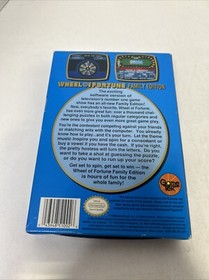 WHEEL OF FORTUNE FAMILY EDITION
The exciting
software version of
television's number one game
show has an all-new Family Edition!
Now, everybody's favorite, Wheel of Fortune,
has even more great fun: over a thousand chal-
lenging puzzles in both regular categories and
new ones to give you even more great game play.
You're the contestant competing against your friends
or matching wits with the computer. You already
know how to play...and it's your turn. Let the theme
music inspire you and spin for a consonant or
buy a vowel if you have the cash. If you're right,
the pretty hostess will turn the letters. Do you
want to take a shot at guessing the puzzle,
or do you want to run up your score?
Get set to spin, get set to win — the
Wheel of Fortune Family Edition
is hours of fun for the
whole family!